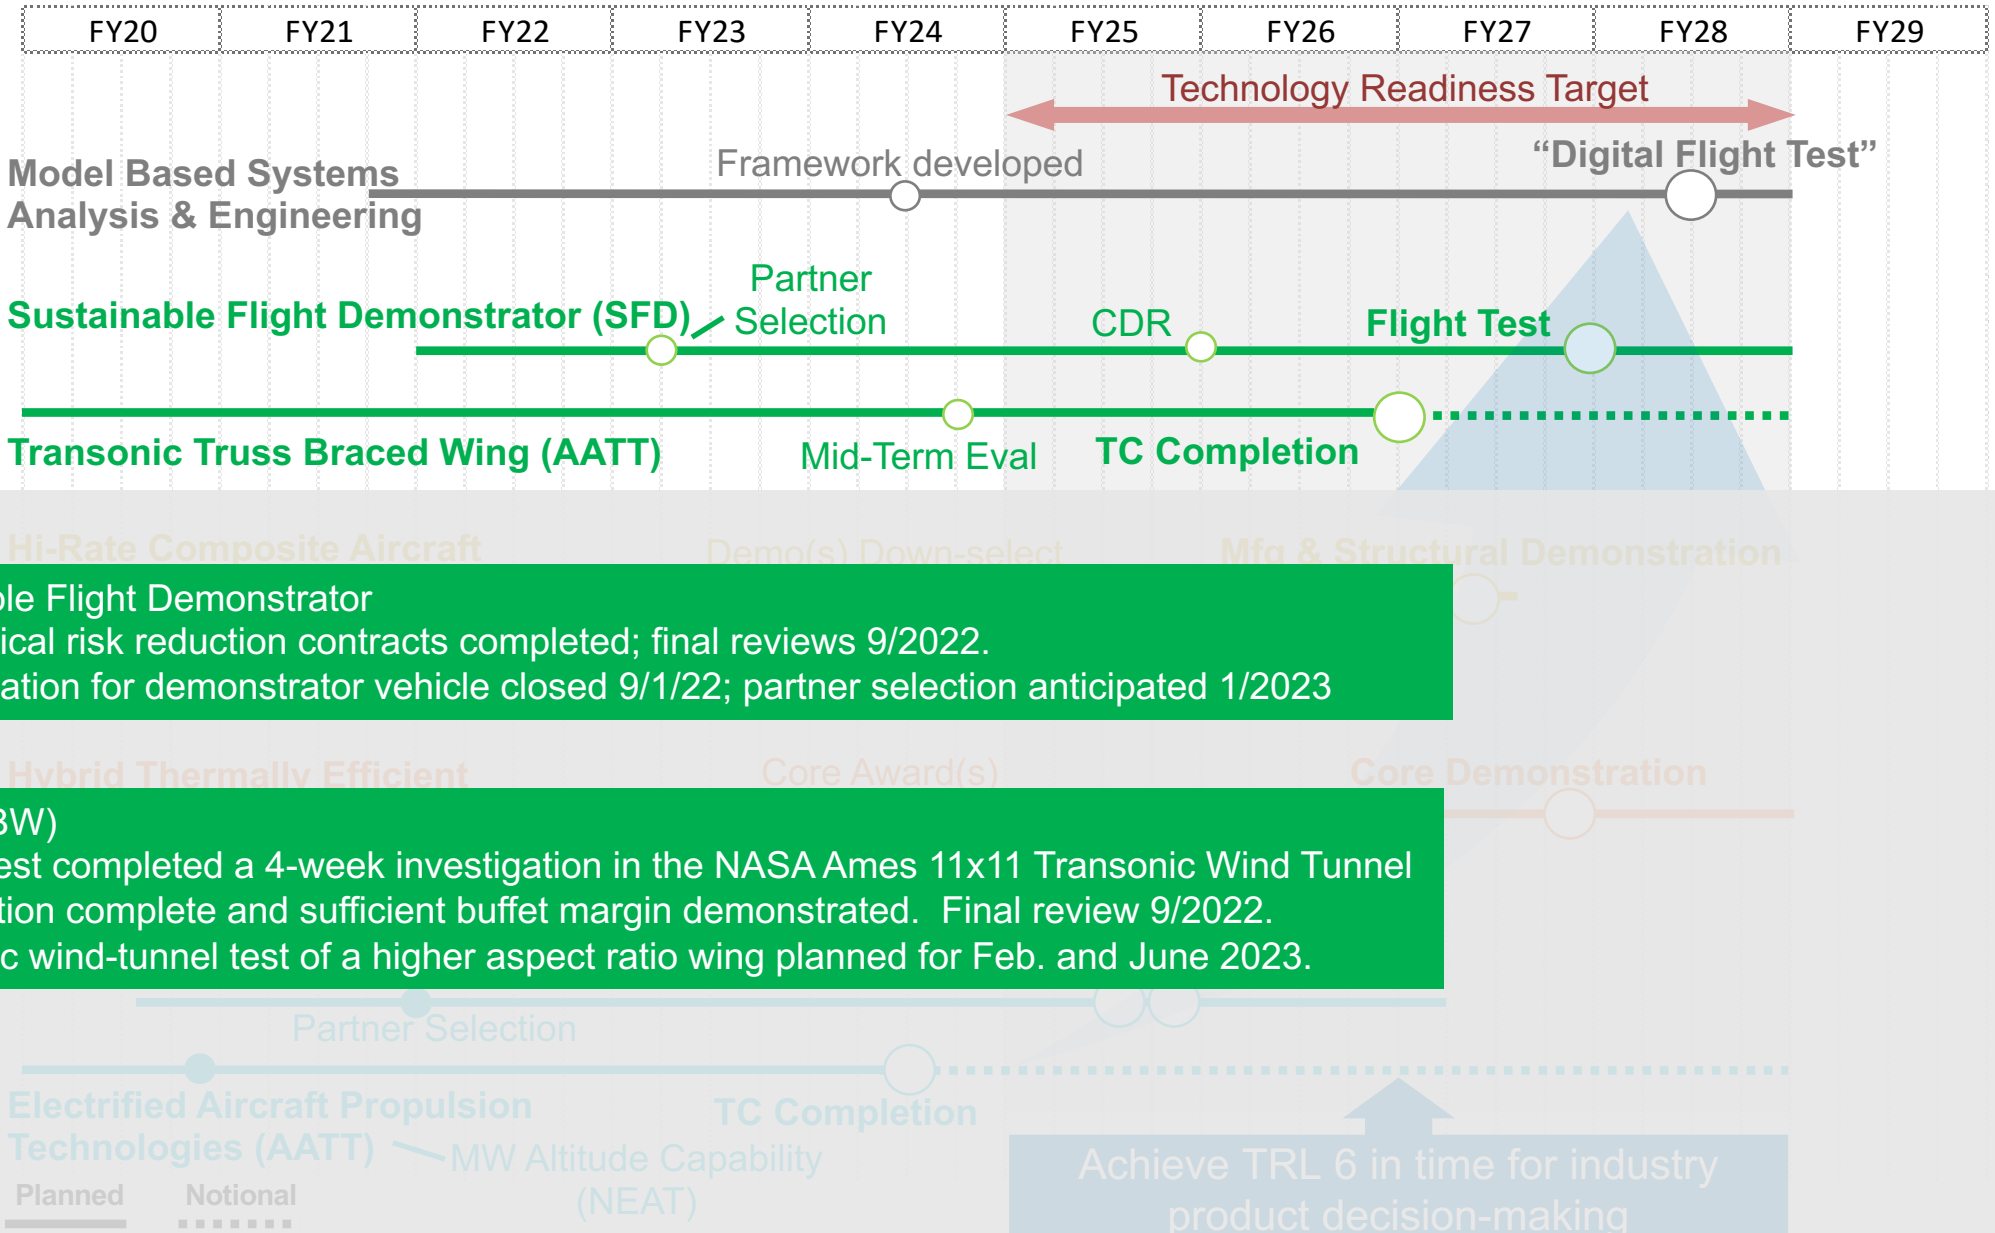 FY20 FY21 FY22 FY23 FY24 FY25 FY26 FY27 FY28 FY29
Technology Readiness Target
Model Based Systems
Analysis & Engineering
Framework developed
“Digital Flight Test”
Sustainable Flight Demonstrator (SFD)
Partner
Selection
CDR
Flight Test
Transonic Truss Braced Wing (AATT)
Mid-Term Eval
TC Completion
Hi-Rate Composite Aircraft
Demo(s) Down-select
Mfg & Structural Demonstration
ble Flight Demonstrator
ical risk reduction contracts completed; final reviews 9/2022.
ation for demonstrator vehicle closed 9/1/22; partner selection anticipated 1/2023
Hybrid Thermally Efficient
Core Award(s)
Core Demonstration
BW)
est completed a 4-week investigation in the NASA Ames 11x11 Transonic Wind Tunnel
tion complete and sufficient buffet margin demonstrated. Final review 9/2022.
c wind-tunnel test of a higher aspect ratio wing planned for Feb. and June 2023.
Partner Selection
Electrified Aircraft Propulsion
Technologies (AATT)
TC Completion
MW Altitude Capability
(NEAT)
Achieve TRL 6 in time for industry
product decision-making
Planned Notional